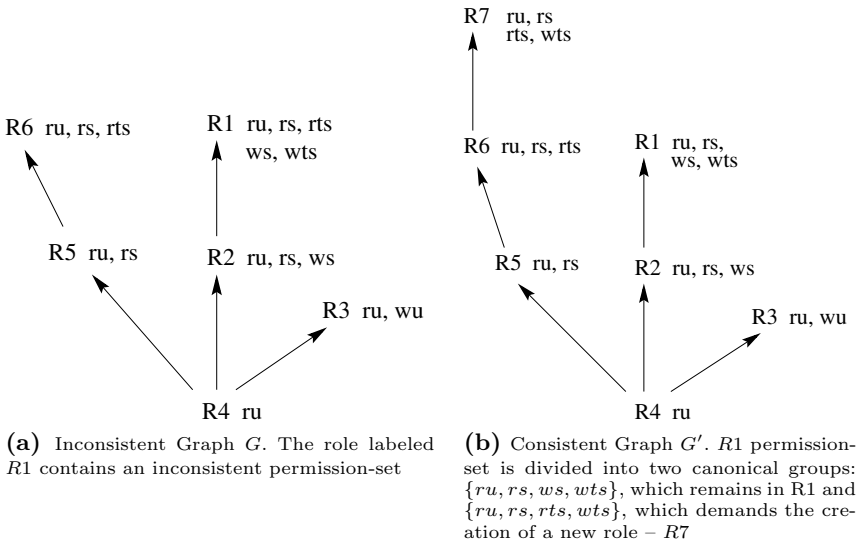 R6 ru, rs, rts
R1 ru, rs, rts
ws, wts
R5 ru, rs
R2 ru, rs, ws
R3 ru, wu
R4 ru
(a) Inconsistent Graph G. The role labeled
R1 contains an inconsistent permission-set
R7 ru, rs
rts, wts
R6 ru, rs, rts
R1 ru, rs,
ws, wts
R5 ru, rs
R2 ru, rs, ws
R3 ru, wu
R4 ru
(b) Consistent Graph G′. R1 permission-
set is divided into two canonical groups:
{ru, rs, ws, wts}, which remains in R1 and
{ru, rs, rts, wts}, which demands the cre-
ation of a new role – R7